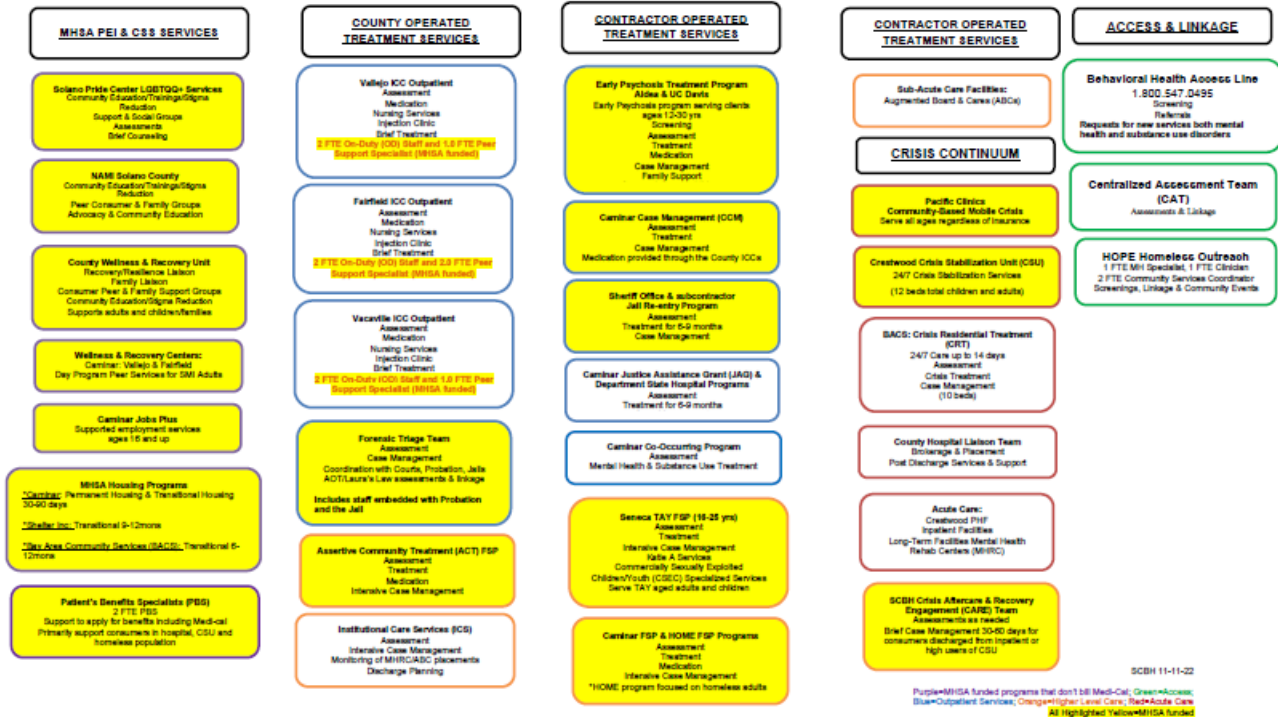 MHSA PEI & CSS SERVICES
Solano Pride Center LGBTQQ+ Services
Community Education/Trainings/Stigma
Reduction
Support & Social Groups
Assessments
Brief Counseling
NAMI Solano County
Community Education/Trainings/Stigma
Reduction
Peer Consumer & Family Groups
Advocacy & Community Education
County Wellness & Recovery Unit
Recovery/Resilience Liaison
Family Liaison
Consumer Peer & Family Support Groups
Community Education/Stigma Reduction
Supports adults and children/families
Wellness & Recovery Centers:
Caminar: Vallejo & Fairfield
Day Program Peer Services for SMI Adults
Caminar Jobs Plus
Supported employment services
ages 16 and up
MHSA Housing Programs
*Caminar: Permanent Housing & Transitional Housing
30-90 days
*Shelter Inc: Transitional 9-12mons
*Bay Area Community Services (BACS): Transitional 6-
12mons
Patient's Benefits Specialists (PBS)
2 FTE PBS
Support to apply for benefits including Medi-cal
Primarily support consumers in hospital, CSU and
homeless population
COUNTY OPERATED
TREATMENT SERVICES
Vallejo ICC Outpatient
Assessment
Medication
Nursing Services
Injection Clinic
Brief Treatment
2 FTE On-Duty (OD) Staff and 1.0 FTE Peer
Support Specialist (MHSA funded)
Fairfield ICC Outpatient
Assessment
Medication
Nursing Services
Injection Clinic
Brief Treatment
2 FTE On-Duty (OD) Staff and 2.0 FTE Peer
Support Specialist (MHSA funded)
Vacaville ICC Outpatient
Assessment
Medication
Nursing Services
Injection Clinic
Brief Treatment
2 FTE On-Duty (OD) Staff and 1.0 FTE Peer
Support Specialist (MHSA funded)
Forensic Triage Team
Assessment
Case Management
Coordination with Courts, Probation, Jails
AOT/Laura's Law assessments & linkage
Includes staff embedded with Probation
and the Jail
Assertive Community Treatment (ACT) FSP
Assessment
Treatment
Medication
Intensive Case Management
Institutional Care Services (ICS)
Assessment
Intensive Case Management
Monitoring of MHRC/ABC placements
Discharge Planning
CONTRACTOR OPERATED
TREATMENT SERVICES
Early Psychosis Treatment Program
Aldea & UC Davis
Early Psychosis program serving clients
ages 12-30 yrs
Screening
Assessment
Treatment
Medication
Case Management
Family Support
Caminar Case Management (CCM)
Assessment
Treatment
Case Management
Medication provided through the County ICCs
Sheriff Office & subcontractor
Jail Re-entry Program
Assessment
Treatment for 6-9 months
Case Management
Caminar Justice Assistance Grant (JAG) &
Department State Hospital Programs
Assessment
Treatment for 6-9 months
Caminar Co-Occurring Program
Assessment
Mental Health & Substance Use Treatment
Seneca TAY FSP (16-25 yrs)
Assessment
Treatment
Intensive Case Management
Katie A Services
Commercially Sexually Exploited
Children/Youth (CSEC) Specialized Services
Serve TAY aged adults and children
Caminar FSP & HOME FSP Programs
Assessment
Treatment
Medication
Intensive Case Management
*HOME program focused on homeless adults
CONTRACTOR OPERATED
TREATMENT SERVICES
Sub-Acute Care Facilities:
Augmented Board & Cares (ABCs)
CRISIS CONTINUUM
Pacific Clinics
Community-Based Mobile Crisis
Serve all ages regardless of insurance
Crestwood Crisis Stabilization Unit (CSU)
24/7 Crisis Stabilization Services
(12 beds total children and adults)
BACS: Crisis Residential Treatment
(CRT)
24/7 Care up to 14 days
Assessment
Crisis Treatment
Case Management
(10 beds)
County Hospital Liaison Team
Brokerage & Placement
Post Discharge Services & Support
Acute Care:
Crestwood PHF
Inpatient Facilities
Long-Term Facilities Mental Health
Rehab Centers (MHRC)
SCBH Crisis Aftercare & Recovery
Engagement (CARE) Team
Assessments as needed
Brief Case Management 30-60 days for
consumers discharged from inpatient or
high users of CSU
ACCESS & LINKAGE
Behavioral Health Access Line
1.800.547.0495
Screening
Referrals
Requests for new services both mental
health and substance use disorders
Centralized Assessment Team
(CAT)
Assessments & Linkage
HOPE Homeless Outreach
1 FTE MH Specialist, 1 FTE Clinician
2 FTE Community Services Coordinator
Screenings, Linkage & Community Events
SCBH 11-11-22
Purple=MHSA funded programs that don't bill Medi-Cal; Green=Access;
Blue=Outpatient Services; Orange=Higher Level Care; Red=Acute Care
All Highlighted Yellow=MHSA funded